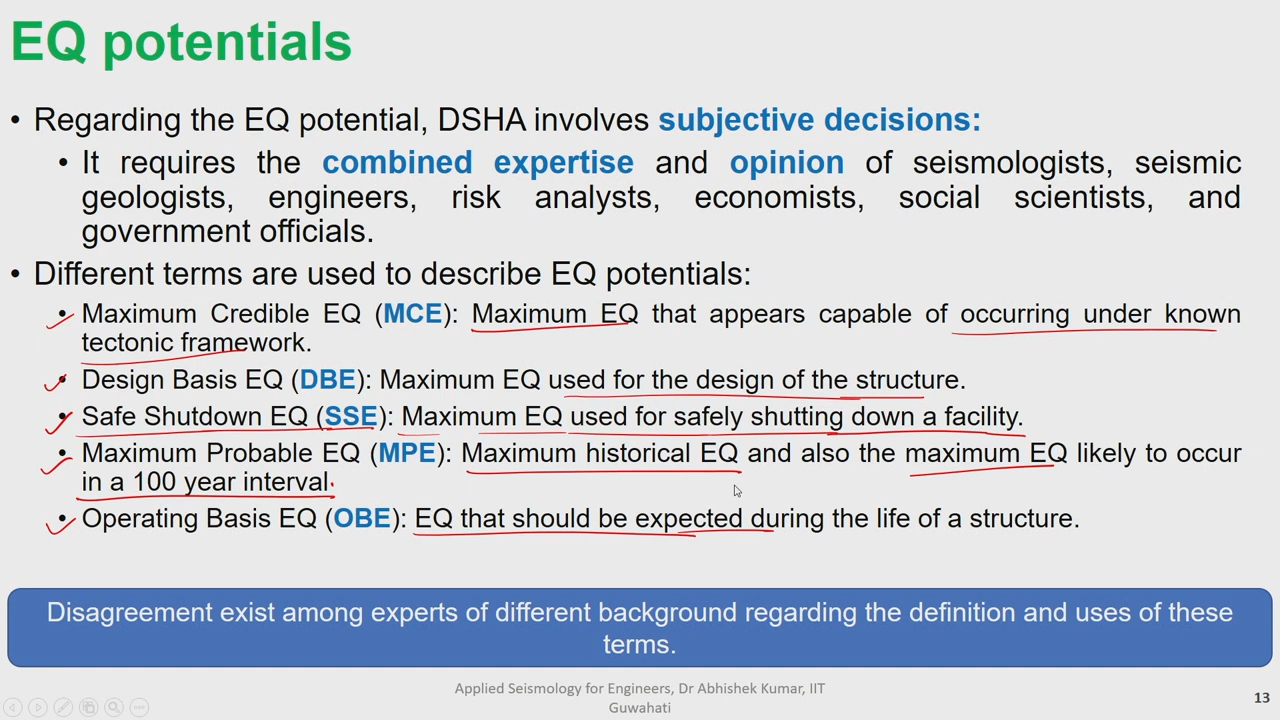 EQ potentials
• Regarding the EQ potential, DSHA involves subjective decisions:
• It requires the combined expertise and opinion of seismologists, seismic
geologists, engineers, risk analysts, economists, social scientists, and
government officials.
• Different terms are used to describe EQ potentials:
• Maximum Credible EQ (MCE): Maximum EQ that appears capable of occurring under known
tectonic framework.
• Design Basis EQ (DBE): Maximum EQ used for the design of the structure.
• Safe Shutdown EQ (SSE): Maximum EQ used for safely shutting down a facility.
• Maximum Probable EQ (MPE): Maximum historical EQ and also the maximum EQ likely to occur
in a 100 year interval.
• Operating Basis EQ (OBE): EQ that should be expected during the life of a structure.
Disagreement exist among experts of different background regarding the definition and uses of these
terms.
Applied Seismology for Engineers, Dr Abhishek Kumar, IIT
Guwahati
13